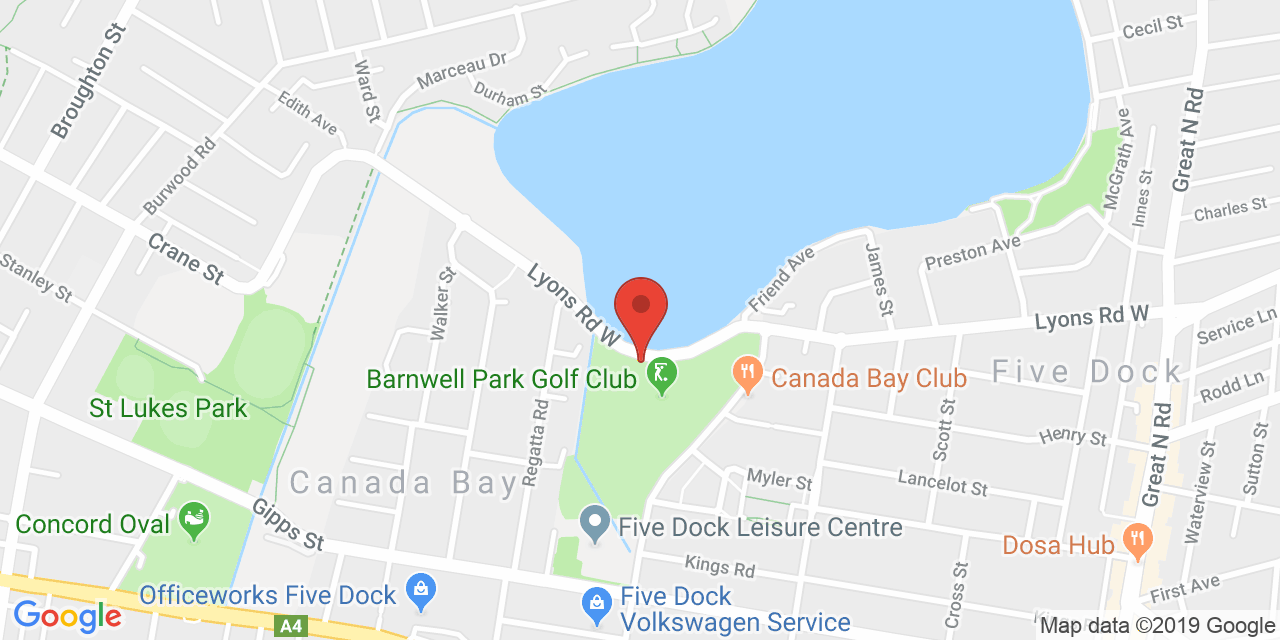 Cecil St
Broughton St
Marceau Dr
Ward St
Durham St
Edith Ave
Great N Rd
McGrath Ave
Burwood Rd
Innes St
Charles St
Crane St
Stanley St
Preston Ave
James St
Friend Ave
Lyons Rd W
Walker St
Lyons Rd W
Service Ln
Barnwell Park Golf Club
Canada Bay Club
Five Dock
Rodd Ln
St Lukes Park
Regatta Rd
Scott St
Henry St
Great N Rd
Sutton St
Waterview St
Canada Bay
Myler St
Lancelot St
Concord Oval
Gipps St
Five Dock Leisure Centre
Dosa Hub
Kings Rd
Cross St
First Ave
Officeworks Five Dock
Five Dock
Volkswagen Service
A4
Google
Map data ©2019 Google